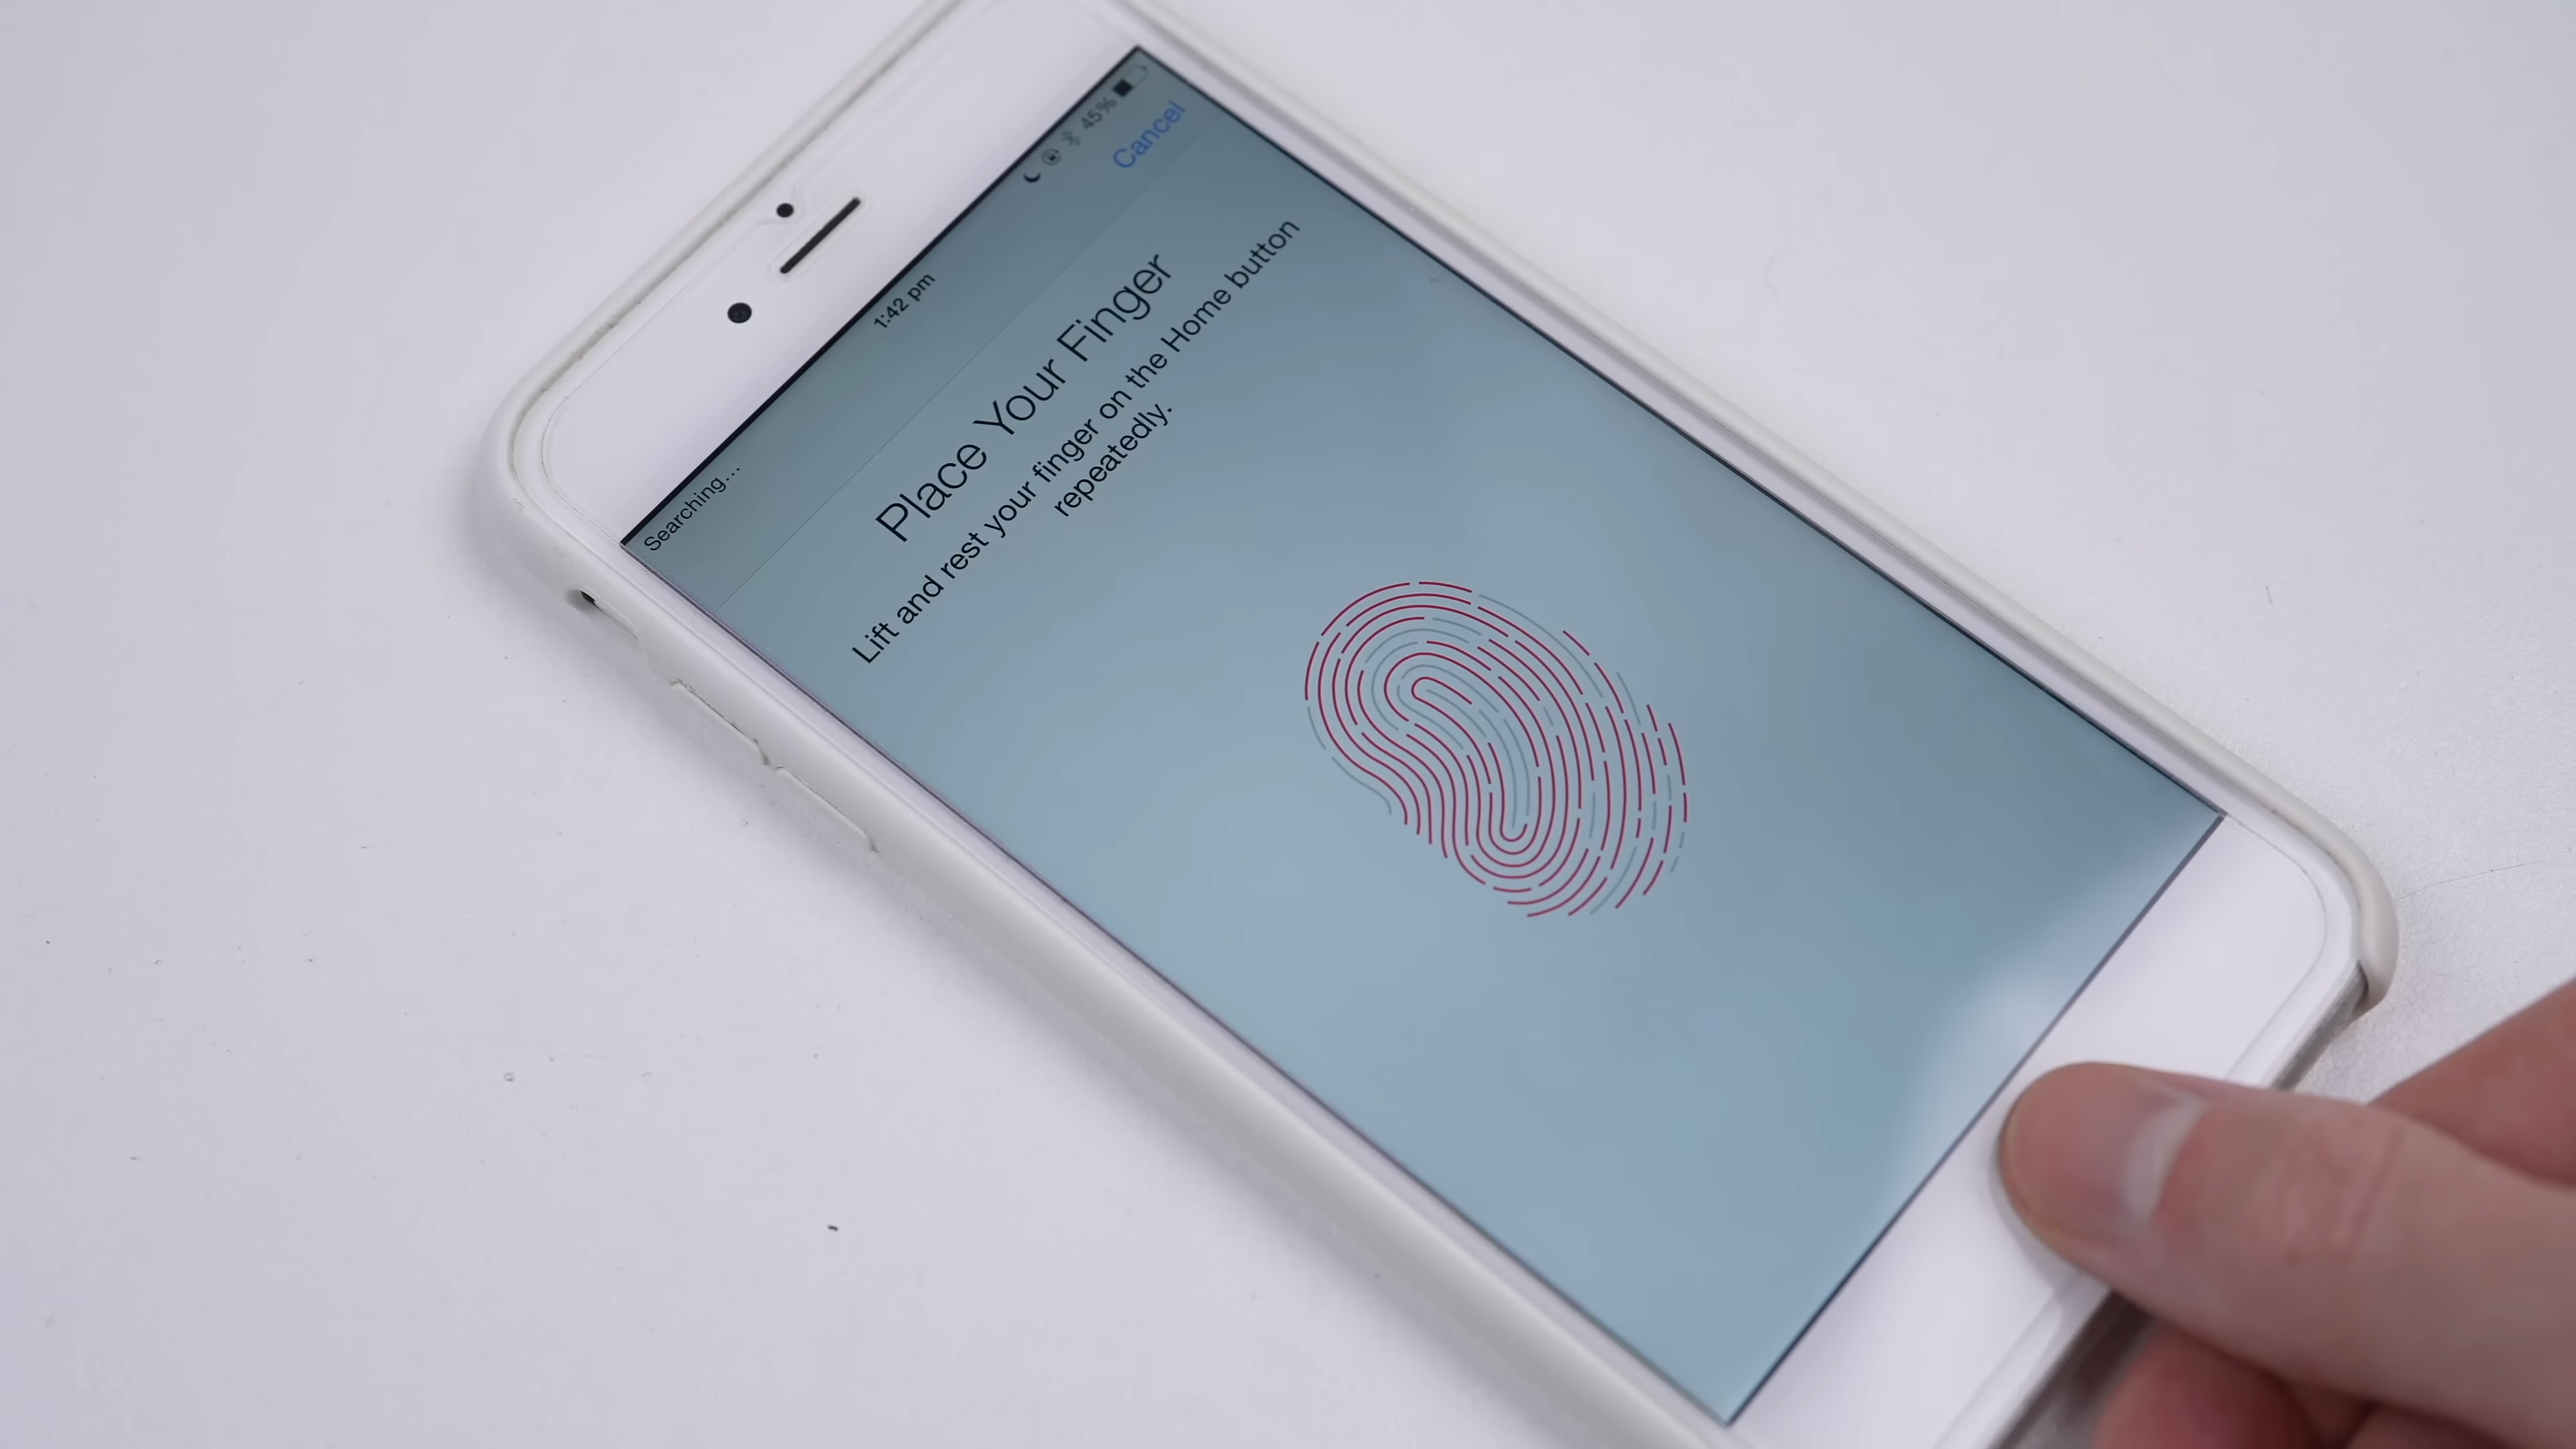 Searching...
1:42 pm
45%
Cancel
Place Your Finger
Lift and rest your finger on the Home button
repeatedly.